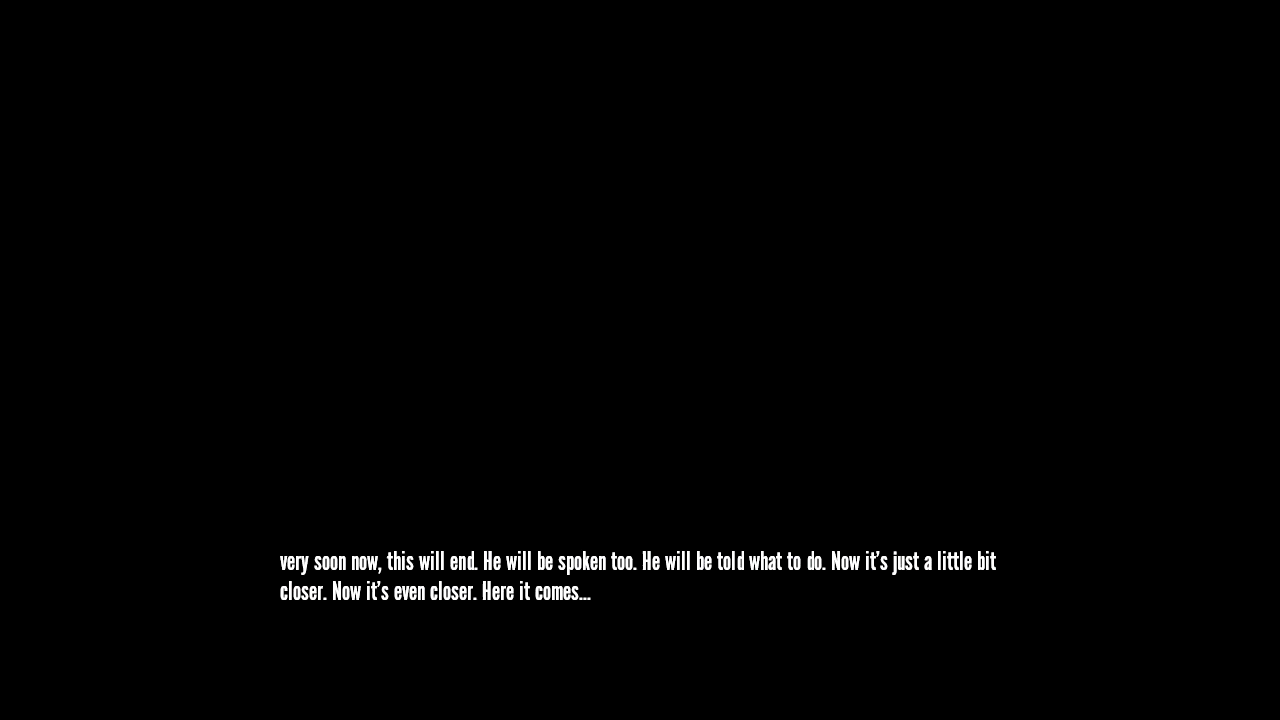 very soon now, this will end. He will be spoken too. He will be told what to do. Now it’s just a little bit
closer. Now it’s even closer. Here it comes...